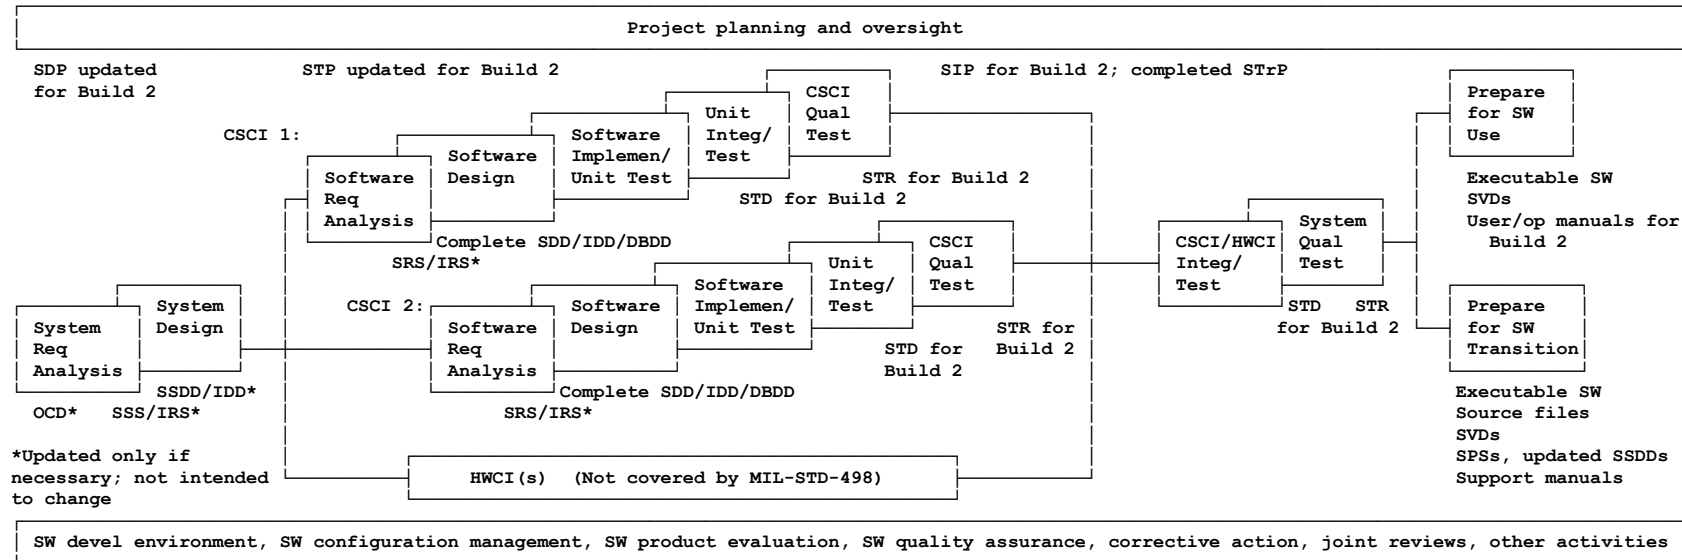 Project planning and oversight
SDP updated
for Build 2
STP updated for Build 2
SIP for Build 2; completed STrP
CSCI 1:
Software
Req
Analysis
Software
Design
Software
Implemen/
Unit Test
Unit
Integ/
Test
CSCI
Qual
Test
STR for Build 2
STD for Build 2
Complete SDD/IDD/DBDD
SRS/IRS*
System
Req
Analysis
System
Design
SSDD/IDD*
OCD* SSS/IRS*
CSCI 2:
Software
Req
Analysis
Software
Design
Software
Implemen/
Unit Test
Unit
Integ/
Test
CSCI
Qual
Test
STR for
Build 2
STD for
Build 2
Complete SDD/IDD/DBDD
SRS/IRS*
CSCI/HWCI
Integ/
Test
System
Qual
Test
STD STR
for Build 2
Prepare
for SW
Use
Executable SW
SVDs
User/op manuals for
Build 2
Prepare
for SW
Transition
Executable SW
Source files
SVDs
SPSs, updated SSDDs
Support manuals
*Updated only if
necessary; not intended
to change
HWCI(s) (Not covered by MIL-STD-498)
SW devel environment, SW configuration management, SW product evaluation, SW quality assurance, corrective action, joint reviews, other activities